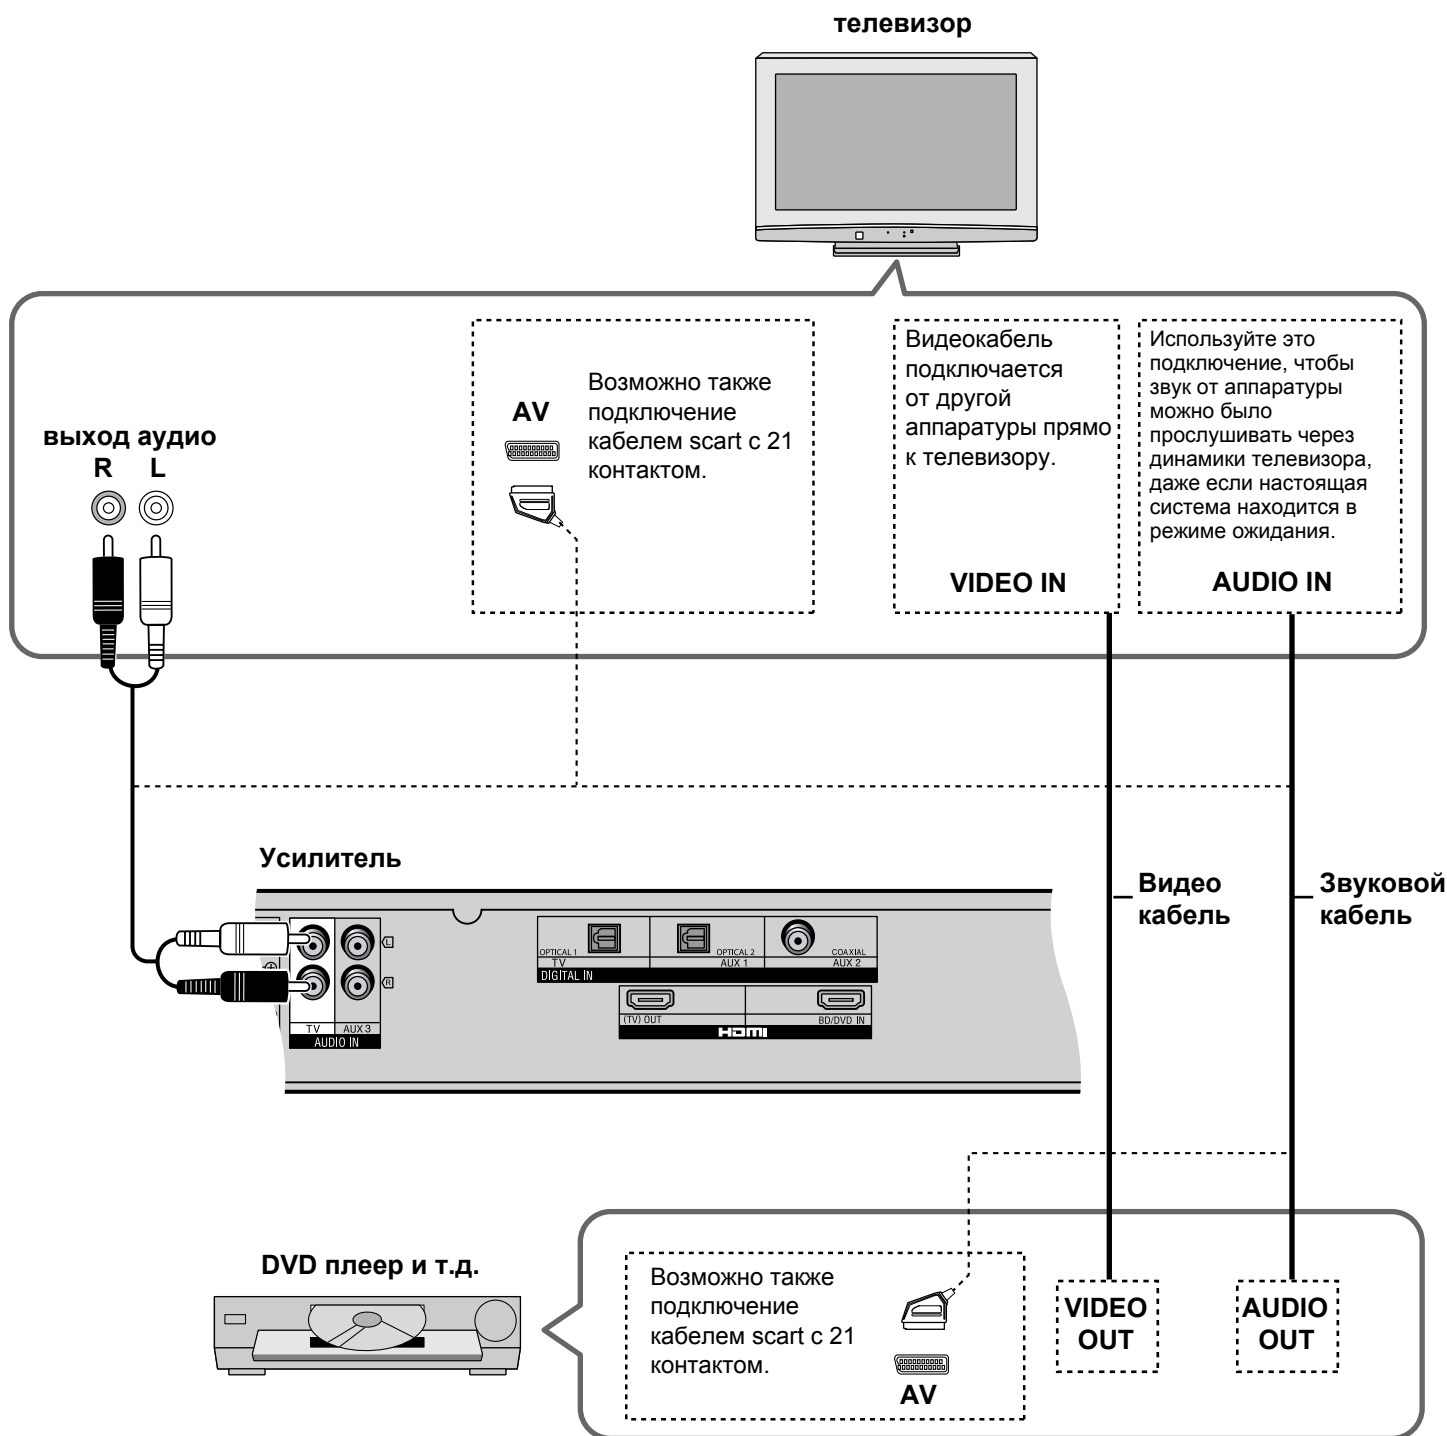 телевизор
выход аудио
R L
AV
Возможно также
подключение
кабелем scart с 21
контактом.
Видеокабель
подключается
от другой
аппаратуры прямо
к телевизору.
VIDEO IN
Используйте это
подключение, чтобы
звук от аппаратуры
можно было
прослушивать через
динамики телевизора,
даже если настоящая
система находится в
режиме ожидания.
AUDIO IN
Усилитель
Видео
кабель
Звуковой
кабель
L
R
TV AUX 3
AUDIO IN
OPTICAL 1 OPTICAL 2 COAXIAL
TV AUX 1 AUX 2
DIGITAL IN
(TV) OUT BD/DVD IN
HDMI
DVD плеер и т.д.
Возможно также
подключение
кабелем scart с 21
контактом.
AV
VIDEO
OUT
AUDIO
OUT